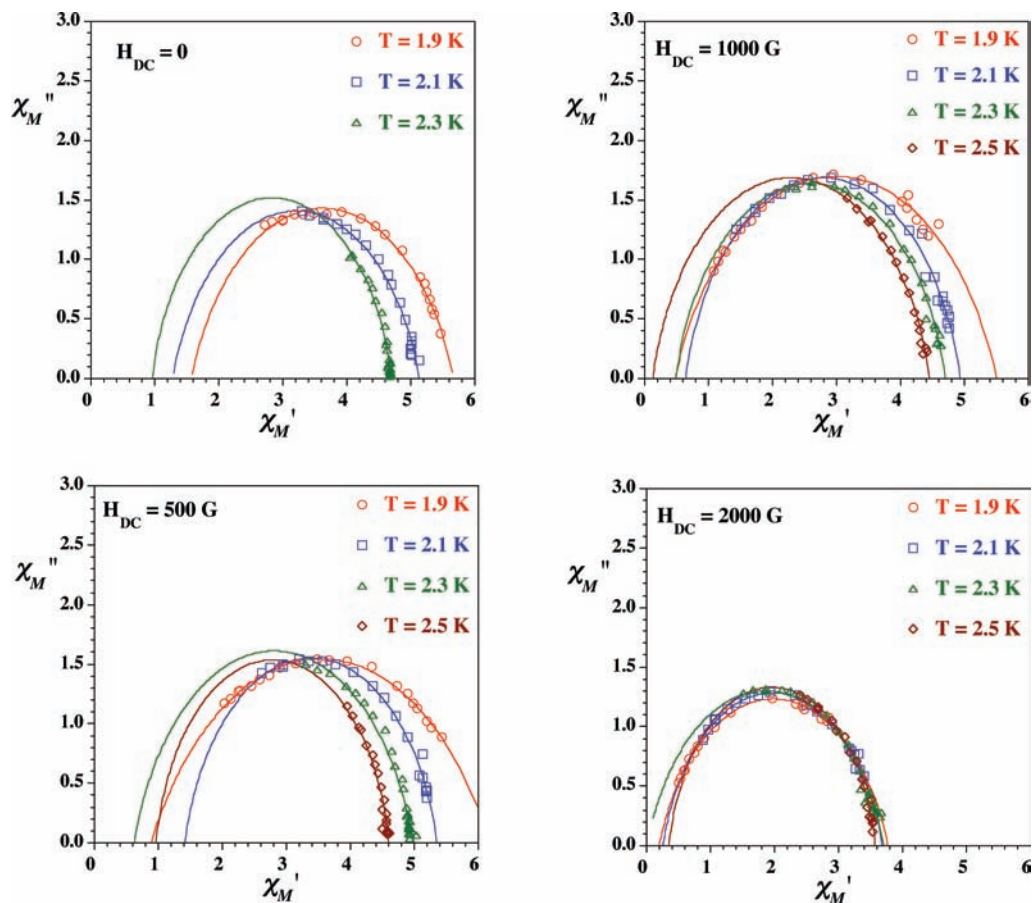 3.0
H_DC = 0
T = 1.9 K
2.5
T = 2.1 K
χ_M''
T = 2.3 K
2.0
1.5
1.0
0.5
0.0
0 1 2 3 4 5 6
χ_M'
3.0
H_DC = 1000 G
T = 1.9 K
2.5
T = 2.1 K
χ_M''
T = 2.3 K
2.0
T = 2.5 K
1.5
1.0
0.5
0.0
0 1 2 3 4 5 6
χ_M'
3.0
H_DC = 500 G
T = 1.9 K
2.5
T = 2.1 K
χ_M''
T = 2.3 K
2.0
T = 2.5 K
1.5
1.0
0.5
0.0
0 1 2 3 4 5 6
χ_M'
3.0
H_DC = 2000 G
T = 1.9 K
2.5
T = 2.1 K
χ_M''
T = 2.3 K
2.0
T = 2.5 K
1.5
1.0
0.5
0.0
0 1 2 3 4 5 6
χ_M'